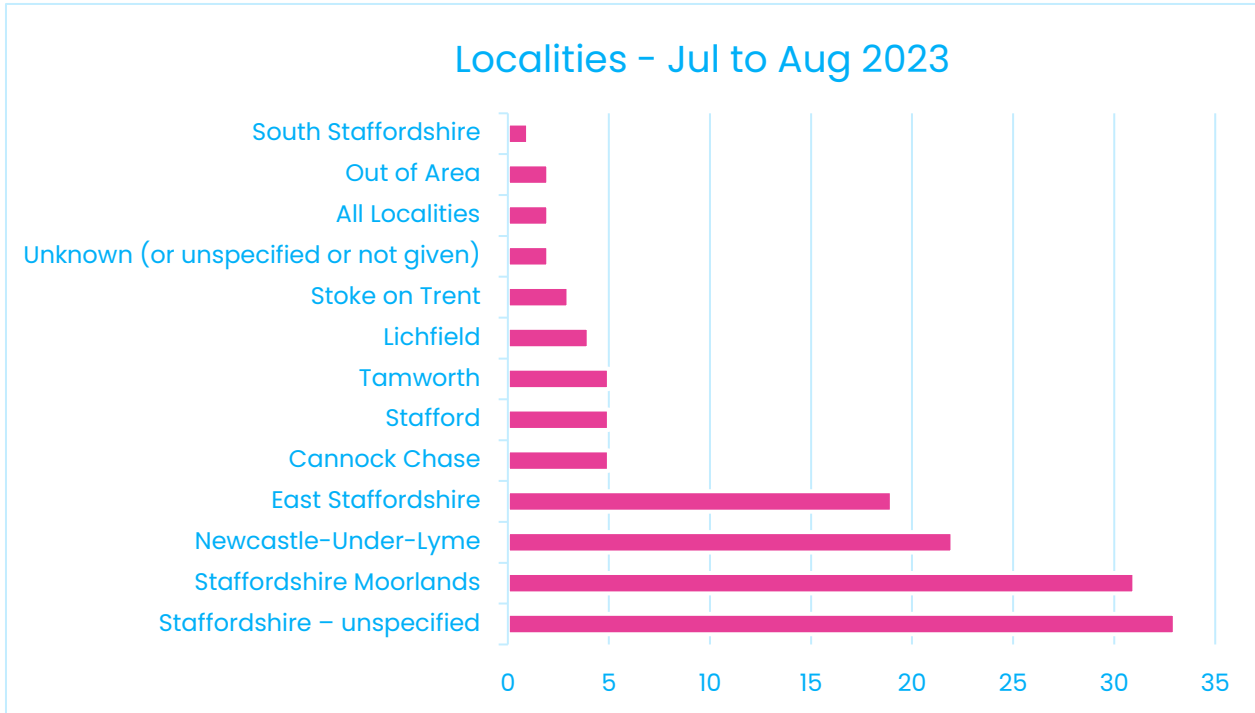 Localities - Jul to Aug 2023
South Staffordshire
Out of Area
All Localities
Unknown (or unspecified or not given)
Stoke on Trent
Lichfield
Tamworth
Stafford
Cannock Chase
East Staffordshire
Newcastle-Under-Lyme
Staffordshire Moorlands
Staffordshire – unspecified
0 5 10 15 20 25 30 35